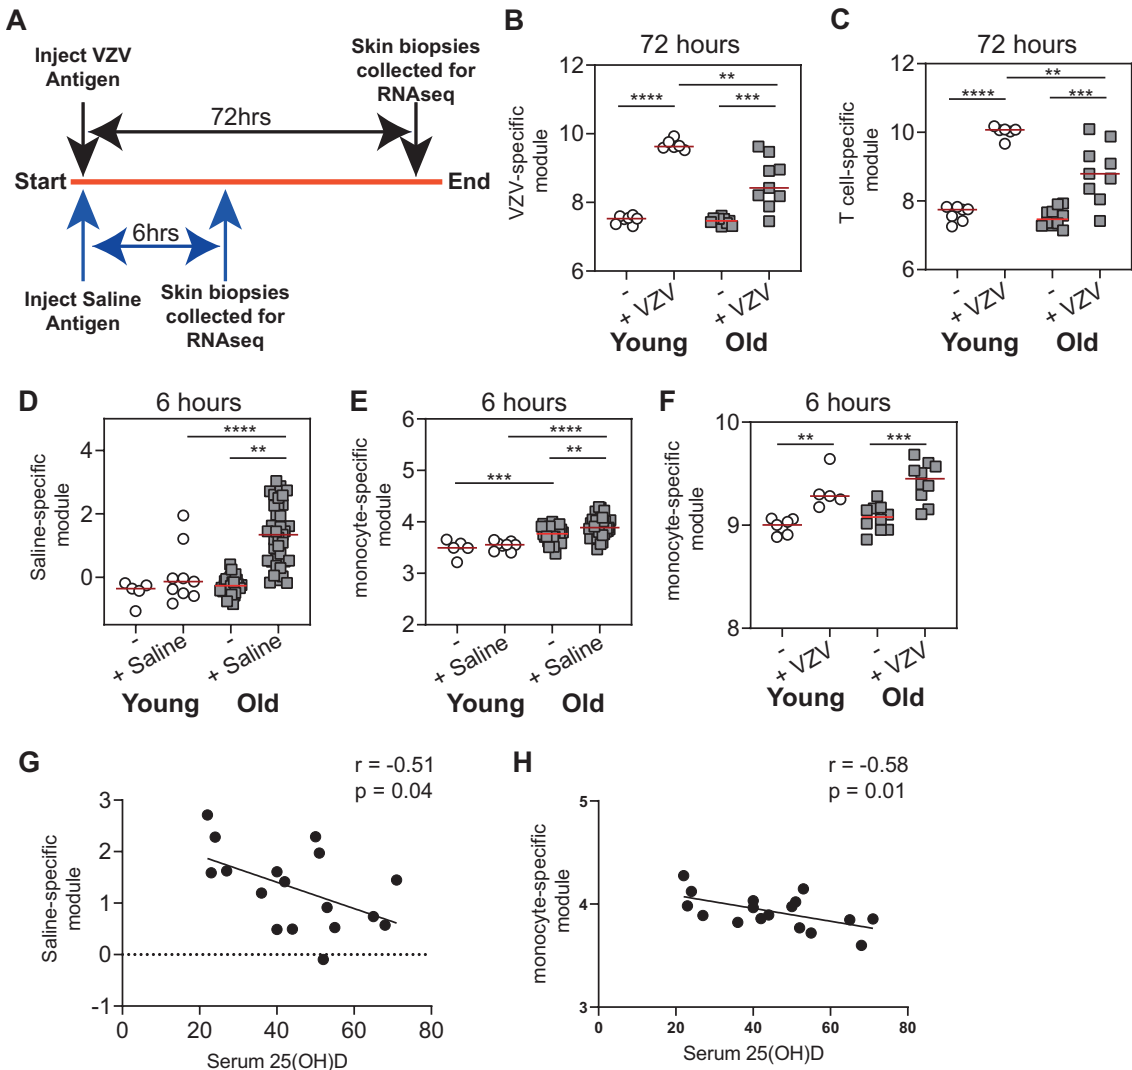 A
Inject VZV
Antigen
Skin biopsies
collected for
RNAseq
72hrs
Start
End
6hrs
Inject Saline
Antigen
Skin biopsies
collected for
RNAseq
B
72 hours
VZV-specific
module
12
10
8
6
****
***
**
-
+ VZV
-
+ VZV
Young
Old
C
72 hours
T cell-specific
module
12
10
8
6
****
***
**
-
+ VZV
-
+ VZV
Young
Old
D
6 hours
Saline-specific
module
4
2
0
****
**
-
+ Saline
-
+ Saline
Young
Old
E
6 hours
monocyte-specific
module
6
5
4
3
2
****
**
***
-
+ Saline
-
+ Saline
Young
Old
F
6 hours
monocyte-specific
module
10
9
8
**
***
-
+ VZV
-
+ VZV
Young
Old
G
r = -0.51
p = 0.04
Saline-specific
module
3
2
1
0
-1
0
20
40
60
80
Serum 25(OH)D
H
r = -0.58
p = 0.01
monocyte-specific
module
5
4
3
0
20
40
60
80
Serum 25(OH)D